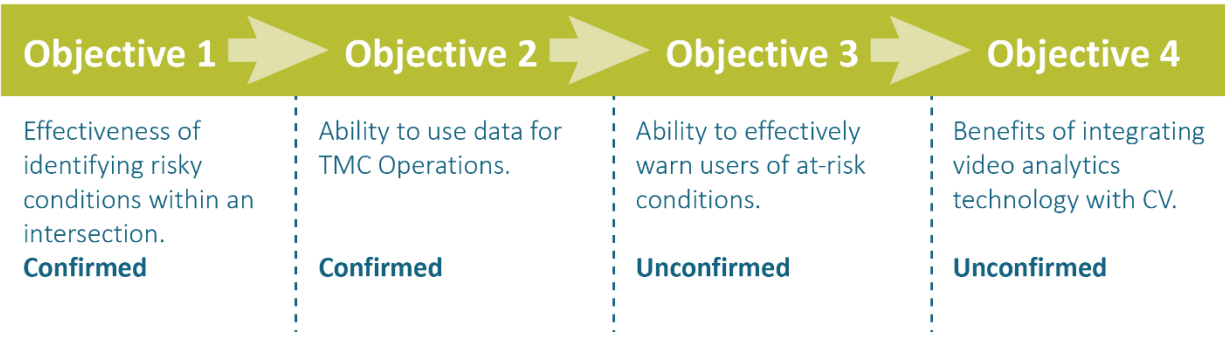 Objective 1
Objective 2
Objective 3
Objective 4
Effectiveness of
identifying risky
conditions within an
intersection.
Confirmed
Ability to use data for
TMC Operations.
Confirmed
Ability to effectively
warn users of at-risk
conditions.
Unconfirmed
Benefits of integrating
video analytics
technology with CV.
Unconfirmed